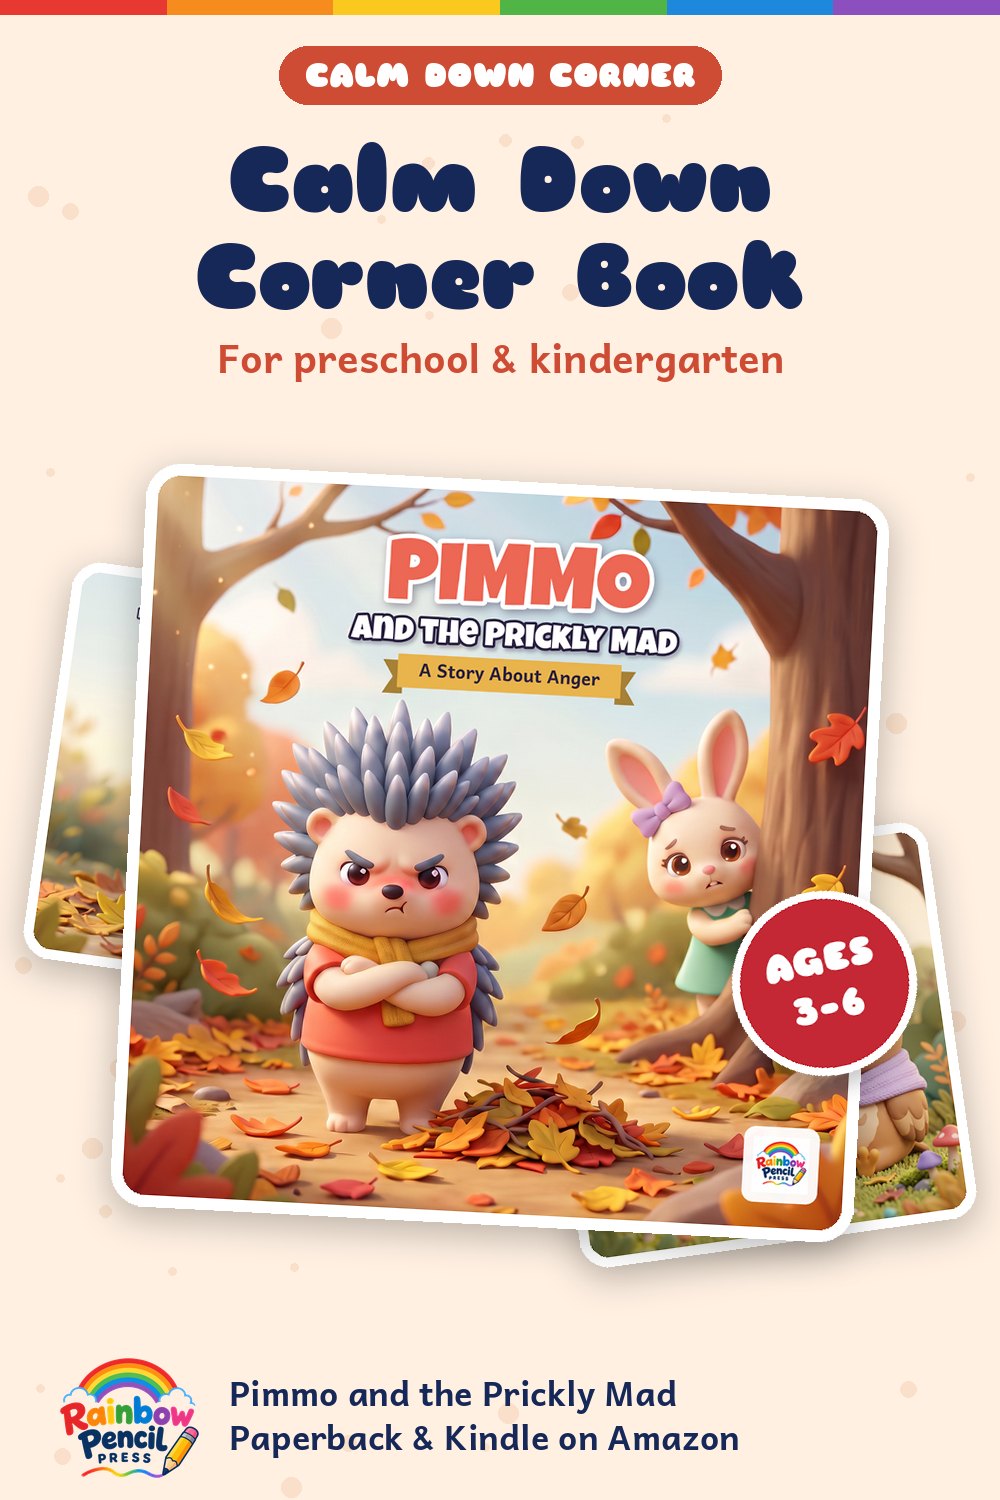 CALM DOWN CORNER
Calm Down
Corner Book
For preschool & kindergarten
PIMMO
AND THE PRICKLY MAD
A Story About Anger
AGES
3-6
Rainbow
Pencil
PRESS
Rainbow
Pencil
PRESS
Pimmo and the Prickly Mad
Paperback & Kindle on Amazon